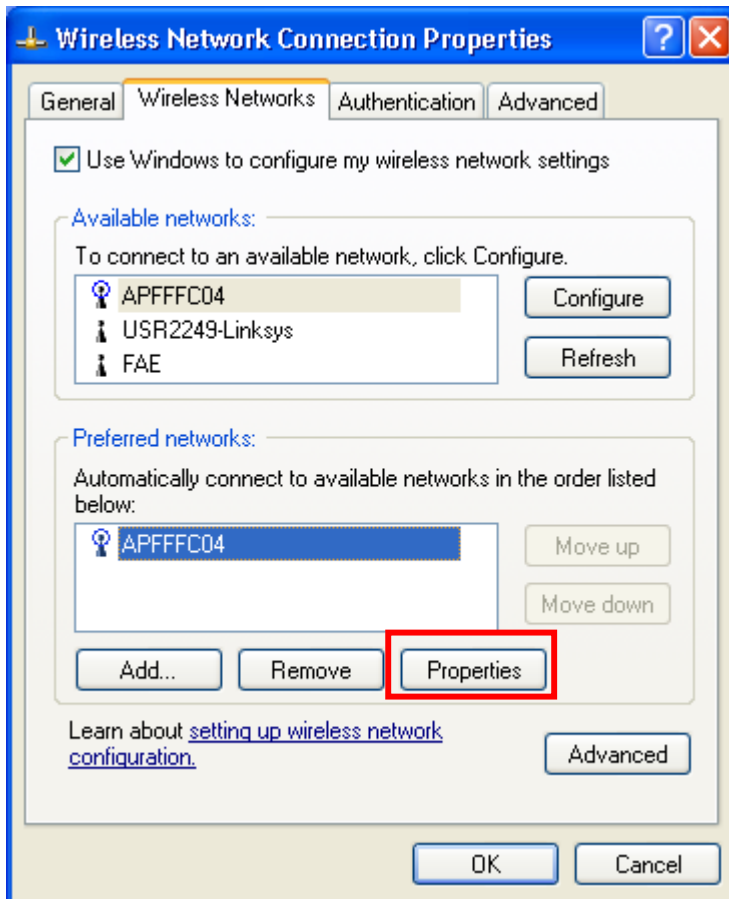 Wireless Network Connection Properties
General Wireless Networks Authentication Advanced
Use Windows to configure my wireless network settings
Available networks:
To connect to an available network, click Configure.
APFFFC04
USR2249-Linksys
FAE
Configure
Refresh
Preferred networks:
Automatically connect to available networks in the order listed
below:
APFFFC04
Move up
Move down
Add... Remove Properties
Learn about setting up wireless network
configuration.
Advanced
OK Cancel